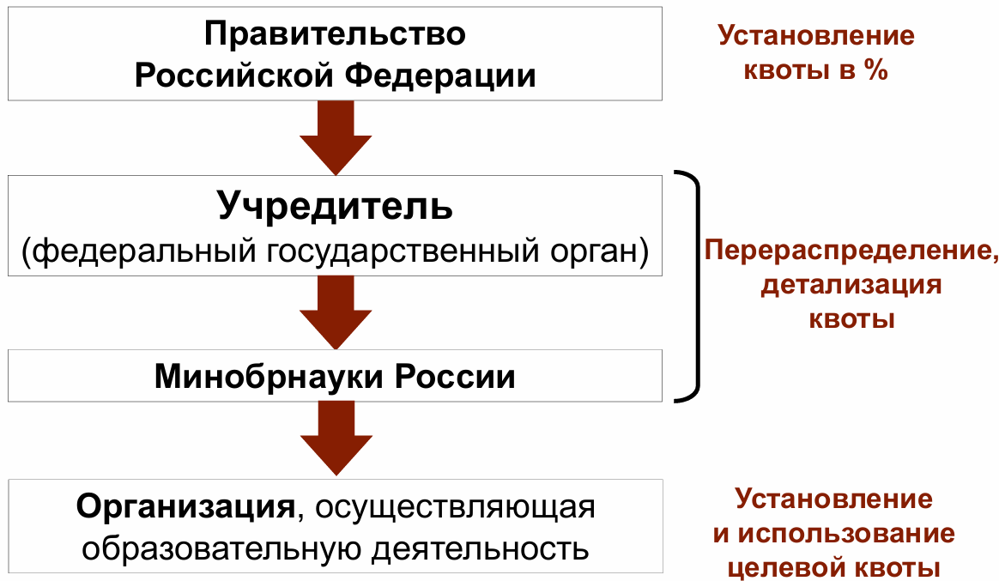 Правительство
Российской Федерации
Установление
квоты в %
Учредитель
(федеральный государственный орган)
Перераспределение,
детализация
квоты
Минобрнауки России
Организация, осуществляющая
образовательную деятельность
Установление
и использование
целевой квоты